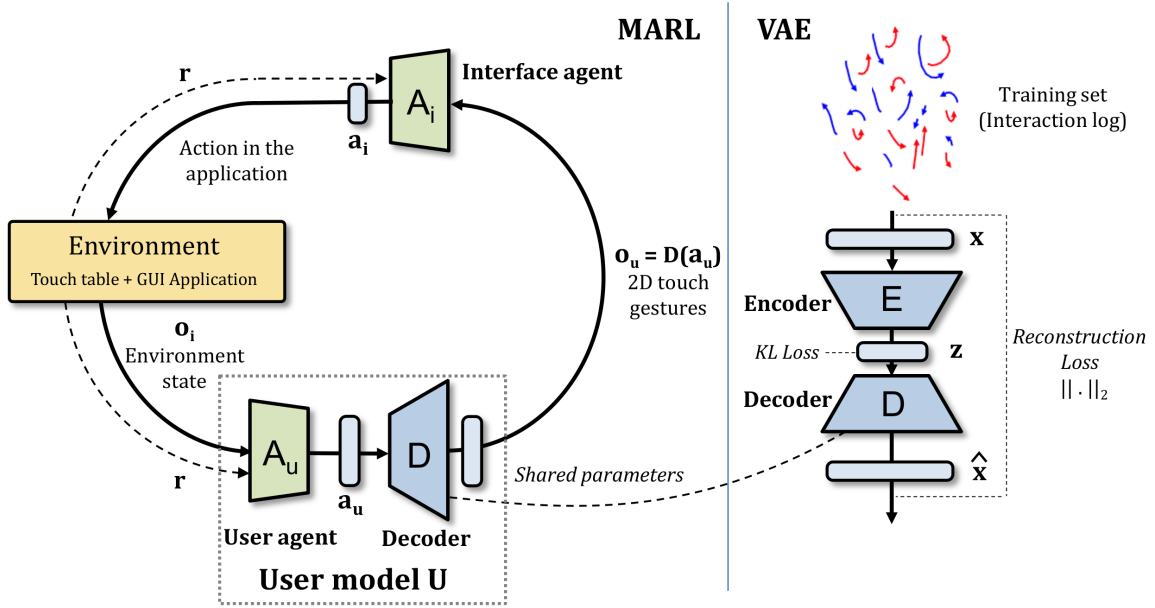 MARL
VAE
r
A_i
Interface agent
a_i
Action in the
application
Environment
Touch table + GUI Application
o_u = D(a_u)
2D touch
gestures
o_i
Environment
state
r
A_u
a_u
D
User agent
Decoder
User model U
Shared parameters
Training set
(Interaction log)
x
Encoder
E
KL Loss
z
Reconstruction
Loss
|| . ||_2
Decoder
D
x̂